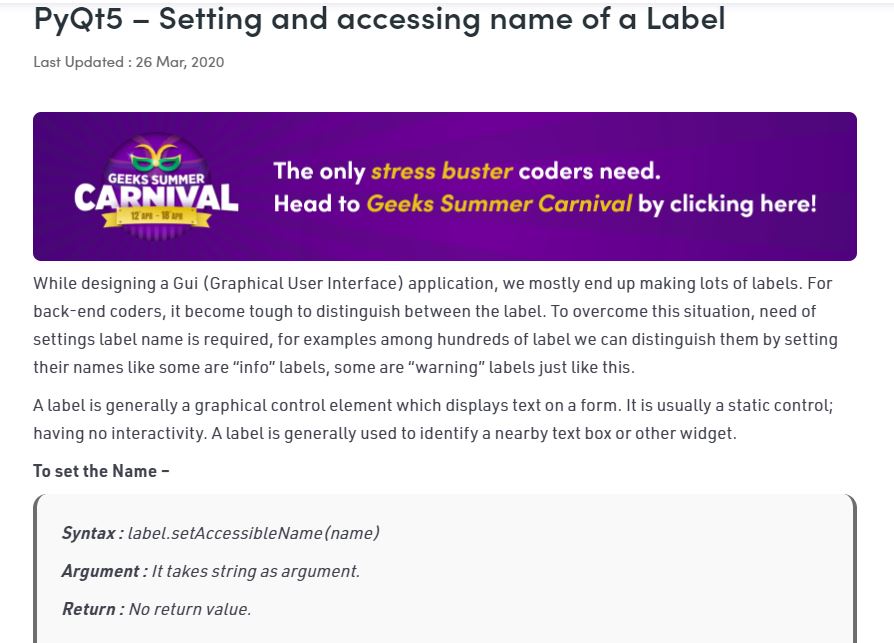 PyQt5 – Setting and accessing name of a Label
Last Updated : 26 Mar, 2020
GEEKS SUMMER
CARNIVAL
12 APR - 18 APR
The only stress buster coders need.
Head to Geeks Summer Carnival by clicking here!
While designing a Gui (Graphical User Interface) application, we mostly end up making lots of labels. For
back-end coders, it become tough to distinguish between the label. To overcome this situation, need of
settings label name is required, for examples among hundreds of label we can distinguish them by setting
their names like some are “info” labels, some are “warning” labels just like this.
A label is generally a graphical control element which displays text on a form. It is usually a static control;
having no interactivity. A label is generally used to identify a nearby text box or other widget.
To set the Name –
Syntax : label.setAccessibleName(name)
Argument : It takes string as argument.
Return : No return value.